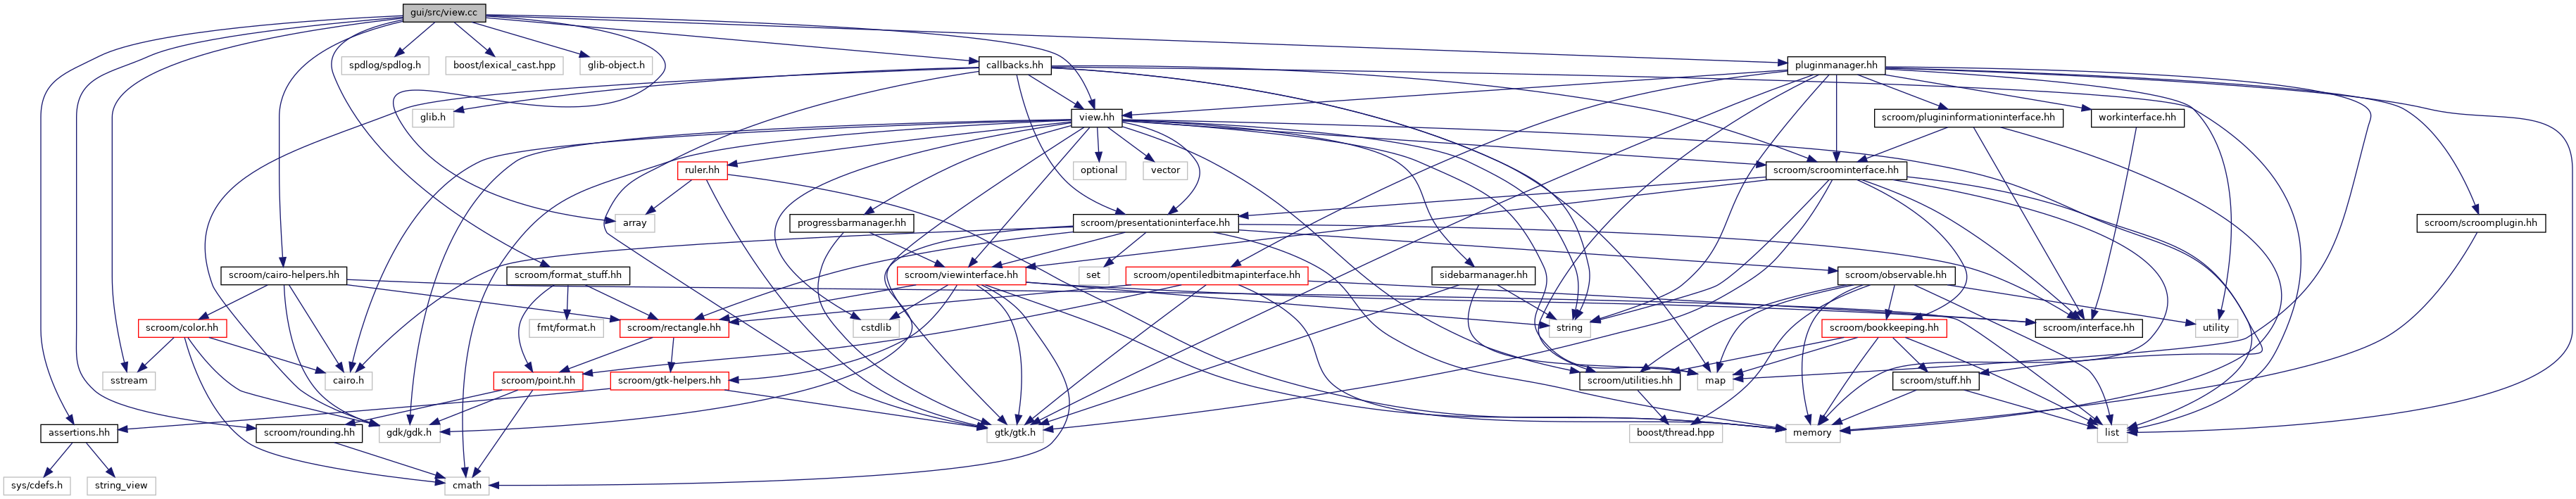 gui/src/view.cc
spdlog/spdlog.h
boost/lexical_cast.hpp
glib-object.h
callbacks.hh
pluginmanager.hh
glib.h
view.hh
scroom/plugininformationinterface.hh
workinterface.hh
ruler.hh
optional
vector
scroom/scroominterface.hh
array
progressbarmanager.hh
scroom/presentationinterface.hh
scroom/scroomplugin.hh
scroom/cairo-helpers.hh
scroom/format_stuff.hh
scroom/viewinterface.hh
set
scroom/opentiledbitmapinterface.hh
sidebarmanager.hh
scroom/observable.hh
scroom/color.hh
fmt/format.h
scroom/rectangle.hh
cstdlib
string
scroom/bookkeeping.hh
scroom/interface.hh
utility
sstream
cairo.h
scroom/point.hh
scroom/gtk-helpers.hh
scroom/utilities.hh
map
scroom/stuff.hh
assertions.hh
scroom/rounding.hh
gdk/gdk.h
gtk/gtk.h
boost/thread.hpp
memory
list
sys/cdefs.h
string_view
cmath